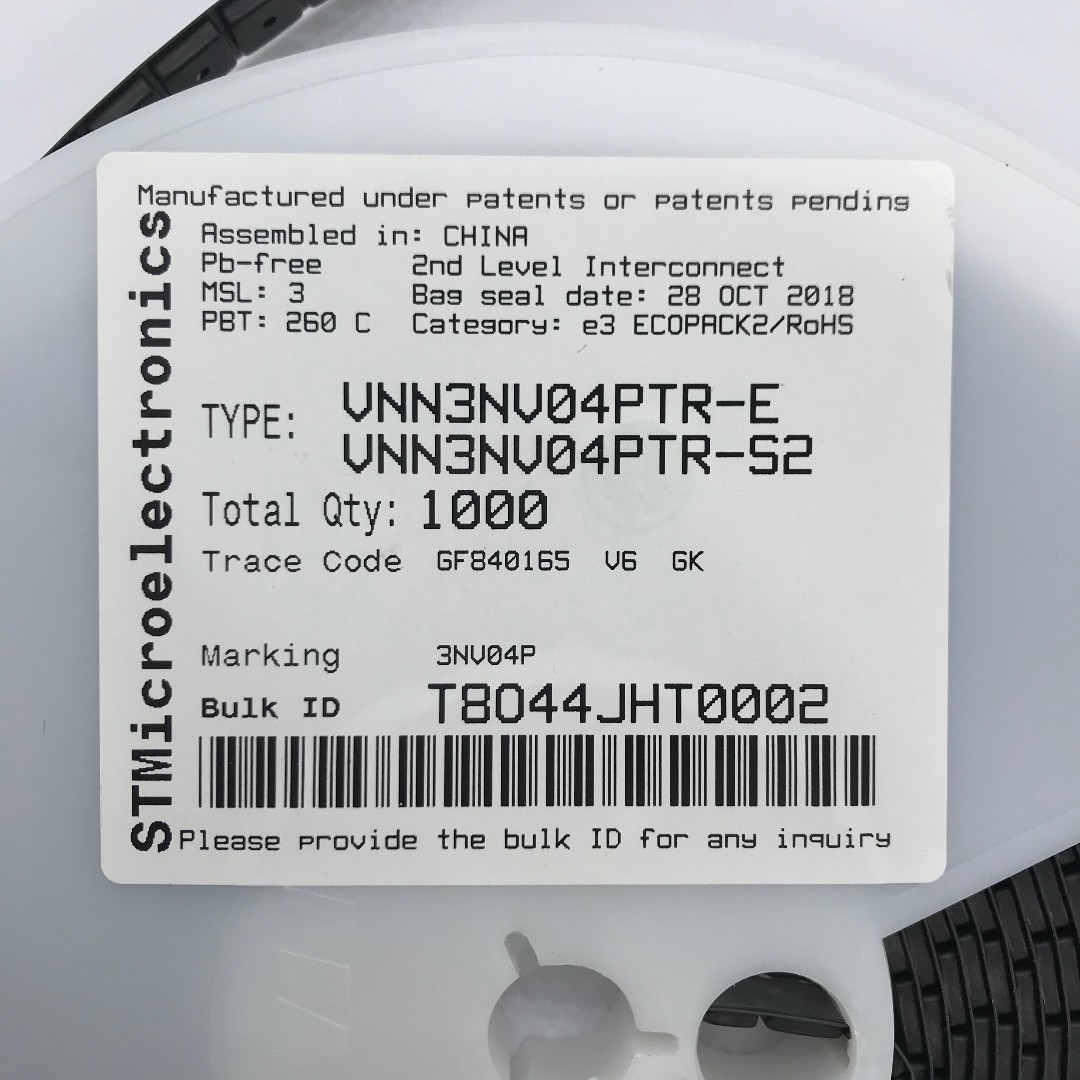 Manufactured under patents or patents pending
STMicroelectronics
Assembled in: CHINA
Pb-free 2nd Level Interconnect
MSL: 3 Bag seal date: 28 OCT 2018
PBT: 260 C Category: e3 ECOPACK2/RoHS
TYPE: VNN3NV04PTR-E
VNN3NV04PTR-S2
Total Qty: 1000
Trace Code GF840165 V6 GK
Marking 3NV04P
Bulk ID T8O44JHT0002
Please provide the bulk ID for any inquiry